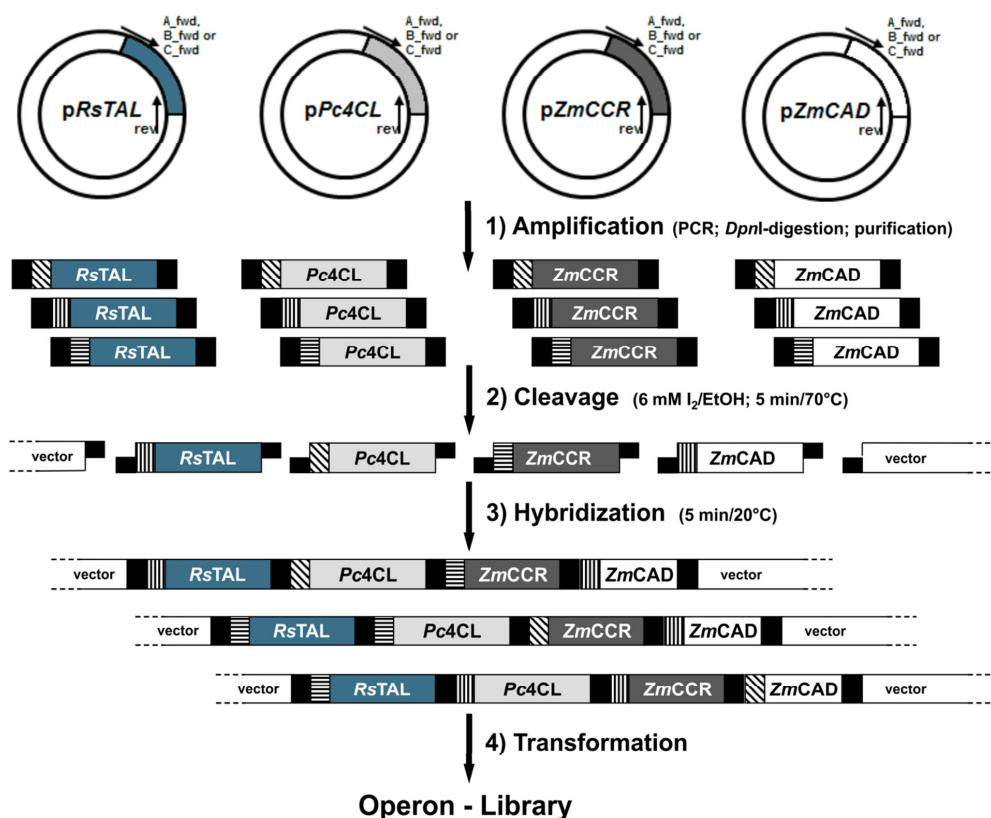 A_fwd,
B_fwd or
C_fwd
pRsTAL
rev
A_fwd,
B_fwd or
C_fwd
pPc4CL
rev
A_fwd,
B_fwd or
C_fwd
pZmCCR
rev
A_fwd,
B_fwd or
C_fwd
pZmCAD
rev
1) Amplification (PCR; DpnI-digestion; purification)
RsTAL Pc4CL ZmCCR ZmCAD
RsTAL Pc4CL ZmCCR ZmCAD
RsTAL Pc4CL ZmCCR ZmCAD
2) Cleavage (6 mM I₂/EtOH; 5 min/70°C)
vector RsTAL Pc4CL ZmCCR ZmCAD vector
3) Hybridization (5 min/20°C)
vector RsTAL Pc4CL ZmCCR ZmCAD vector
vector RsTAL Pc4CL ZmCCR ZmCAD vector
vector RsTAL Pc4CL ZmCCR ZmCAD vector
4) Transformation
Operon - Library